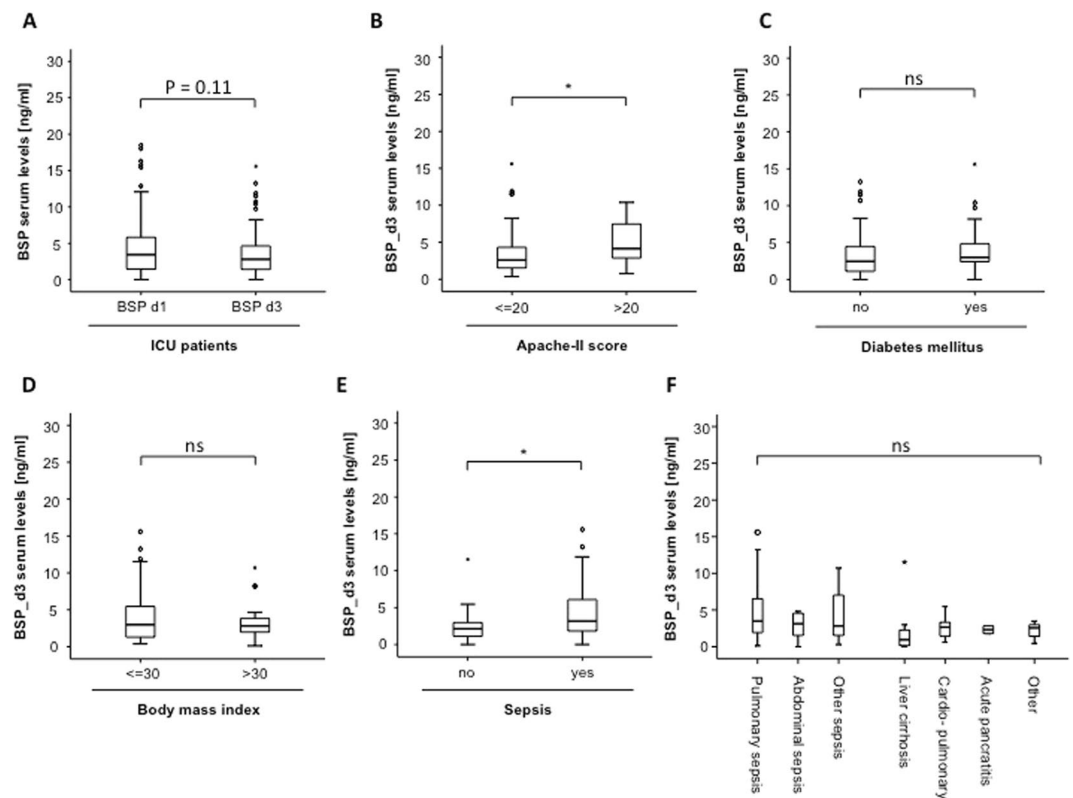 A
BSP serum levels [ng/ml]
30
25
20
15
10
5
0
P = 0.11
BSP d1 BSP d3
ICU patients
B
BSP_d3 serum levels [ng/ml]
30
25
20
15
10
5
0
*
<=20 >20
Apache-II score
C
BSP_d3 serum levels [ng/ml]
30
25
20
15
10
5
0
ns
no yes
Diabetes mellitus
D
BSP_d3 serum levels [ng/ml]
30
25
20
15
10
5
0
ns
<=30 >30
Body mass index
E
BSP_d3 serum levels [ng/ml]
30
25
20
15
10
5
0
*
no yes
Sepsis
F
BSP_d3 serum levels [ng/ml]
30
25
20
15
10
5
0
ns
Pulmonary sepsis
Abdominal sepsis
Other sepsis
Liver cirrhosis
Cardio- pulmonary
Acute pancratitis
Other